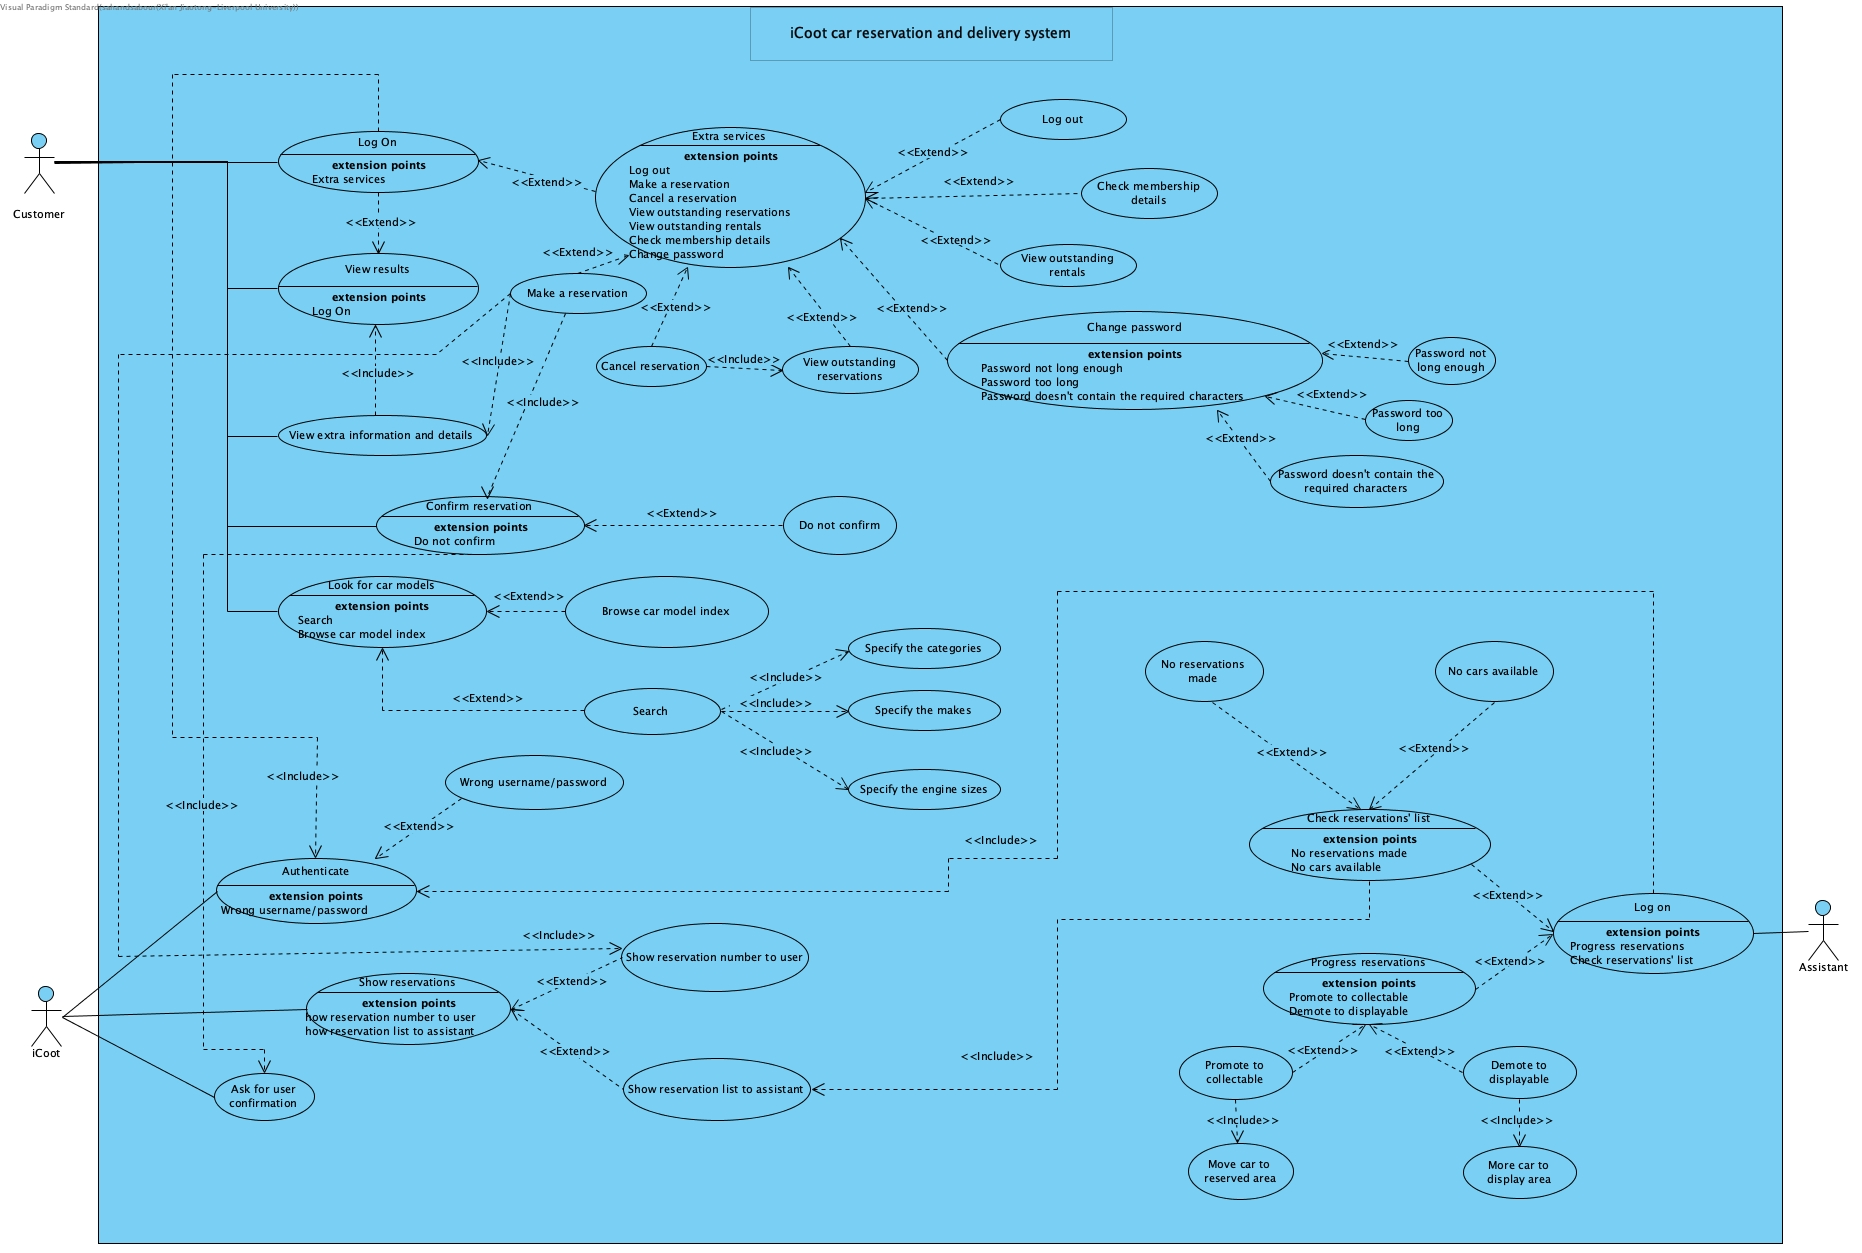 Visual Paradigm Standard
iCoot car reservation and delivery system
Customer
Log On
extension points
Extra services
<<Extend>>
Extra services
extension points
Log out
Make a reservation
Cancel a reservation
View outstanding reservations
View outstanding rentals
Check membership details
Change password
<<Extend>>
Log out
<<Extend>>
Check membership
details
<<Extend>>
View outstanding
rentals
<<Extend>>
View results
extension points
Log On
<<Extend>>
Make a reservation
<<Extend>>
<<Extend>>
<<Extend>>
Cancel reservation
<<Include>>
View outstanding
reservations
Change password
extension points
Password not long enough
Password too long
Password doesn't contain the required characters
<<Extend>>
Password not
long enough
<<Extend>>
Password too
long
<<Extend>>
Password doesn't contain the
required characters
<<Include>>
<<Include>>
<<Include>>
View extra information and details
Confirm reservation
extension points
Do not confirm
<<Extend>>
Do not confirm
Look for car models
extension points
Search
Browse car model index
<<Extend>>
Browse car model index
<<Extend>>
Search
<<Include>>
<<Include>>
<<Include>>
Specify the categories
Specify the makes
Specify the engine sizes
No reservations
made
No cars available
<<Extend>>
<<Extend>>
Check reservations' list
extension points
No reservations made
No cars available
<<Include>>
<<Include>>
Wrong username/password
<<Extend>>
<<Include>>
Authenticate
extension points
Wrong username/password
<<Extend>>
Log on
extension points
Progress reservations
Check reservations' list
Assistant
<<Extend>>
Progress reservations
extension points
Promote to collectable
Demote to displayable
<<Include>>
Show reservation number to user
<<Extend>>
Show reservations
extension points
how reservation number to user
how reservation list to assistant
iCoot
<<Extend>>
<<Include>>
Show reservation list to assistant
Ask for user
confirmation
<<Extend>>
<<Extend>>
Promote to
collectable
Demote to
displayable
<<Include>>
<<Include>>
Move car to
reserved area
More car to
display area